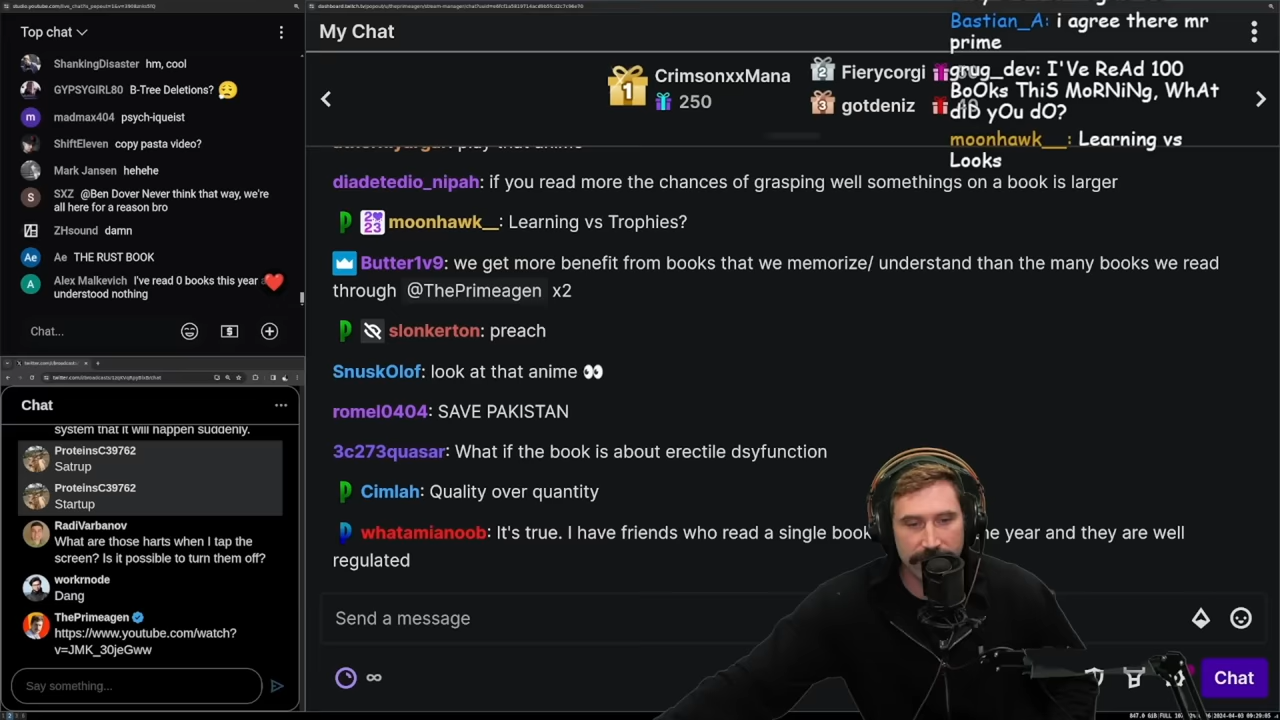 Top chat
ShankingDisaster hm, cool
GYPSYGIRL80 B-Tree Deletions?
m madmax404 psych-iqueist
ShiftEleven copy pasta video?
Mark Jansen hehehe
S SXZ @Ben Dover Never think that way, we're
all here for a reason bro
ZHsound damn
Ae Ae THE RUST BOOK
A Alex Malkevich I've read 0 books this year
understood nothing
Chat...
Chat
system that it will happen suddenly.
ProteinsC39762
Satrup
ProteinsC39762
Startup
RadiVarbanov
What are those harts when I tap the
screen? Is it possible to turn them off?
workrnode
Dang
ThePrimeagen
https://www.youtube.com/watch?
v=JMK_30jeGww
Say something...
My Chat
1 CrimsonxxMana
250
2 Fierycorgi
3 gotdeniz
diadetedio_nipah: if you read more the chances of grasping well somethings on a book is larger
2023 moonhawk__: Learning vs Trophies?
Butter1v9: we get more benefit from books that we memorize/ understand than the many books we read
through @ThePrimeagen x2
slonkerton: preach
SnuskOlof: look at that anime 👀
romel0404: SAVE PAKISTAN
3c273quasar: What if the book is about erectile dsyfunction
Cimlah: Quality over quantity
whatamianoob: It's true. I have friends who read a single book year and they are well
regulated
Send a message
Chat
Bastian_A: i agree there mr
prime
grug_dev: I'Ve ReAd 100
BoOks ThiS MoRNiNg, WhAt
diD yOu dO?
moonhawk__: Learning vs
Looks